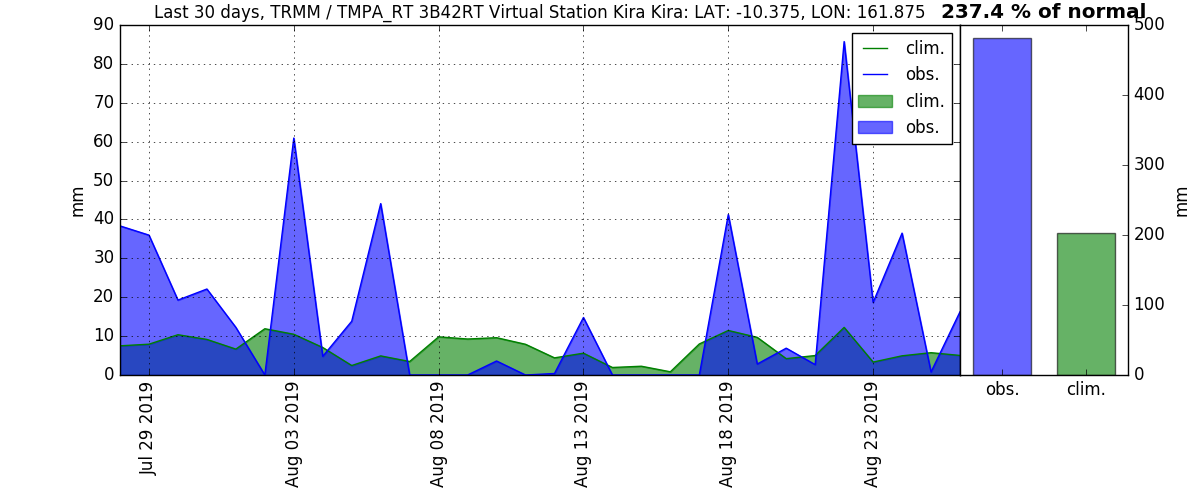 Last 30 days, TRMM / TMPA_RT 3B42RT Virtual Station Kira Kira: LAT: -10.375, LON: 161.875
237.4 % of normal
90
80
70
60
50
40
30
20
10
0
mm
clim.
obs.
clim.
obs.
Jul 29 2019
Aug 03 2019
Aug 08 2019
Aug 13 2019
Aug 18 2019
Aug 23 2019
500
400
300
200
100
0
mm
obs.
clim.